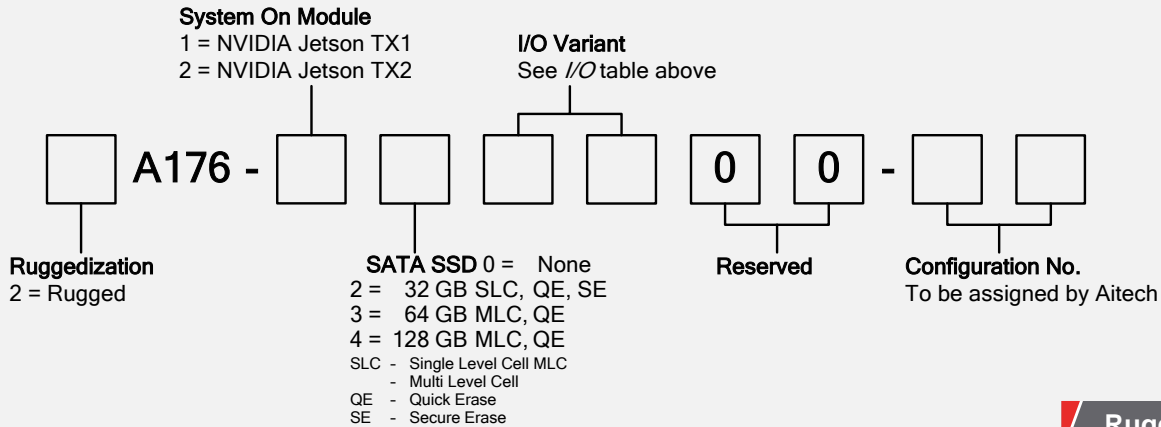 System On Module
1 = NVIDIA Jetson TX1
2 = NVIDIA Jetson TX2
I/O Variant
See I/O table above
A176 - 0 0 -
Ruggedization
2 = Rugged
SATA SSD 0 = None
2 = 32 GB SLC, QE, SE
3 = 64 GB MLC, QE
4 = 128 GB MLC, QE
SLC - Single Level Cell MLC
- Multi Level Cell
QE - Quick Erase
SE - Secure Erase
Reserved
Configuration No.
To be assigned by Aitech